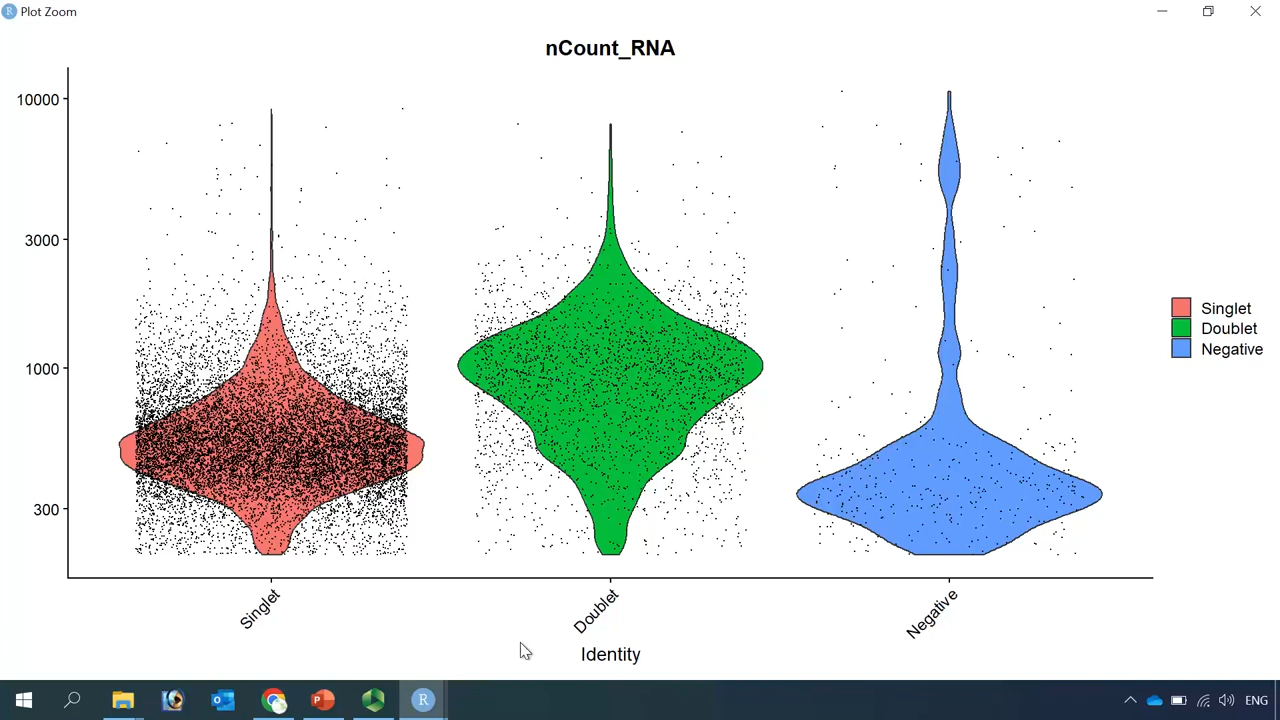 Plot Zoom
nCount_RNA
10000
3000
1000
300
Singlet
Doublet
Negative
Identity
Singlet
Doublet
Negative
ENG